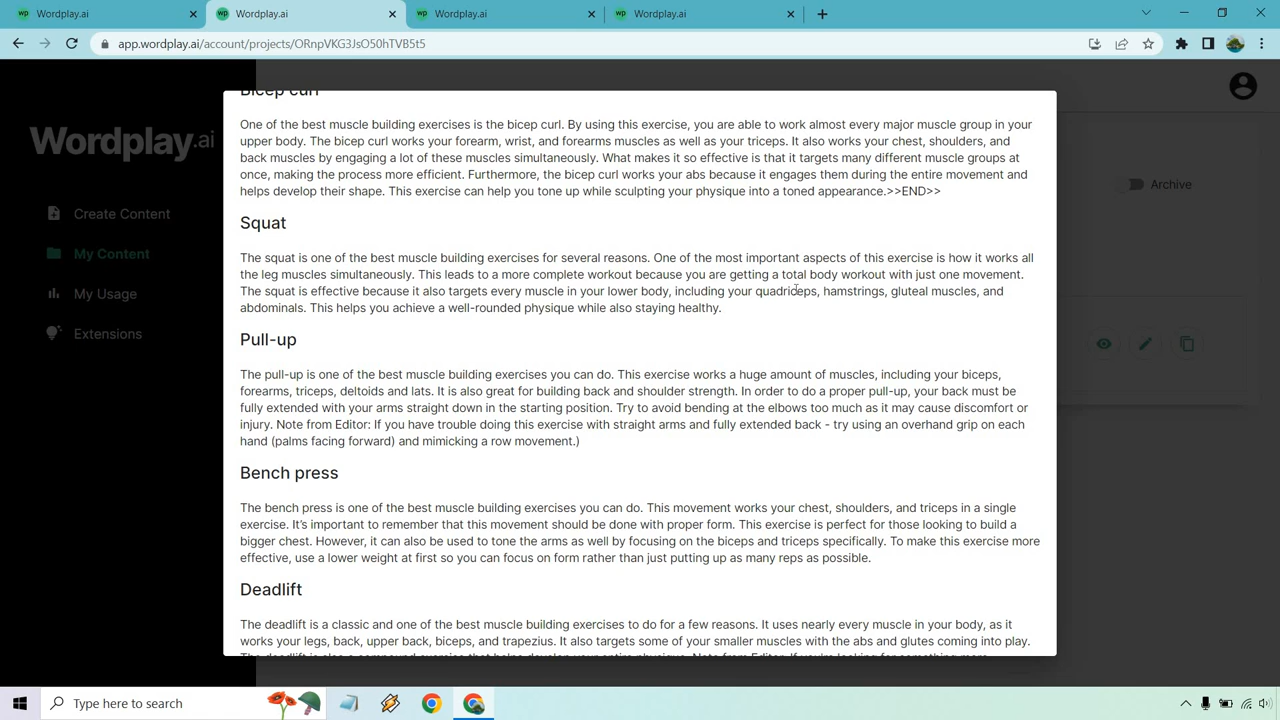 Wordplay.ai
Wordplay.ai
Wordplay.ai
Wordplay.ai
app.wordplay.ai/account/projects/ORnpVKG3JsO50hTVB5t5
Wordplay.ai
Create Content
My Content
My Usage
Extensions
Archive
Bicep curl
One of the best muscle building exercises is the bicep curl. By using this exercise, you are able to work almost every major muscle group in your
upper body. The bicep curl works your forearm, wrist, and forearms muscles as well as your triceps. It also works your chest, shoulders, and
back muscles by engaging a lot of these muscles simultaneously. What makes it so effective is that it targets many different muscle groups at
once, making the process more efficient. Furthermore, the bicep curl works your abs because it engages them during the entire movement and
helps develop their shape. This exercise can help you tone up while sculpting your physique into a toned appearance.>>END>>
Squat
The squat is one of the best muscle building exercises for several reasons. One of the most important aspects of this exercise is how it works all
the leg muscles simultaneously. This leads to a more complete workout because you are getting a total body workout with just one movement.
The squat is effective because it also targets every muscle in your lower body, including your quadriceps, hamstrings, gluteal muscles, and
abdominals. This helps you achieve a well-rounded physique while also staying healthy.
Pull-up
The pull-up is one of the best muscle building exercises you can do. This exercise works a huge amount of muscles, including your biceps,
forearms, triceps, deltoids and lats. It is also great for building back and shoulder strength. In order to do a proper pull-up, your back must be
fully extended with your arms straight down in the starting position. Try to avoid bending at the elbows too much as it may cause discomfort or
injury. Note from Editor: If you have trouble doing this exercise with straight arms and fully extended back - try using an overhand grip on each
hand (palms facing forward) and mimicking a row movement.)
Bench press
The bench press is one of the best muscle building exercises you can do. This movement works your chest, shoulders, and triceps in a single
exercise. It's important to remember that this movement should be done with proper form. This exercise is perfect for those looking to build a
bigger chest. However, it can also be used to tone the arms as well by focusing on the biceps and triceps specifically. To make this exercise more
effective, use a lower weight at first so you can focus on form rather than just putting up as many reps as possible.
Deadlift
The deadlift is a classic and one of the best muscle building exercises to do for a few reasons. It uses nearly every muscle in your body, as it
works your legs, back, upper back, biceps, and trapezius. It also targets some of your smaller muscles with the abs and glutes coming into play.
The deadlift is also a compound exercise that helps develop your entire physique. Note from Editor: If you're looking for something more
Type here to search